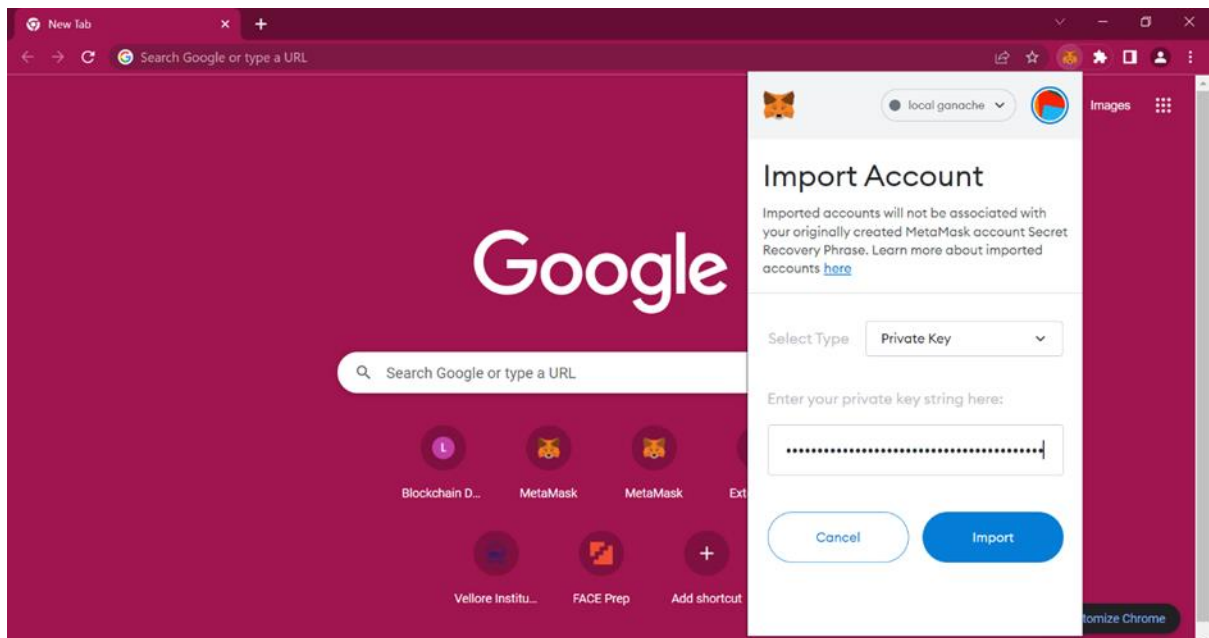 New Tab
Search Google or type a URL
local ganache
Images
Import Account
Imported accounts will not be associated with
your originally created MetaMask account Secret
Recovery Phrase. Learn more about imported
accounts here
Google
Select Type
Private Key
Search Google or type a URL
Enter your private key string here:
L
Blockchain D...
MetaMask
MetaMask
Ext
Cancel
Import
Vellore Institu...
FACE Prep
Add shortcut
tomize Chrome